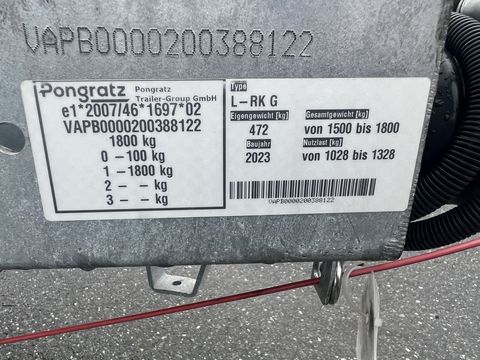 VAPB0000200388122
Pongratz Pongratz
Trailer-Group GmbH
e1*2007/46*1697*02
VAPB0000200388122
1800 kg
0 - 100 kg
1 - 1800 kg
2 - -- kg
3 - -- kg
Type
L-RK G
Eigengewicht [kg] Gesamtgewicht [kg]
472 von 1500 bis 1800
Baujahr Nutzlast [kg]
2023 von 1028 bis 1328
VAPB0000200388122